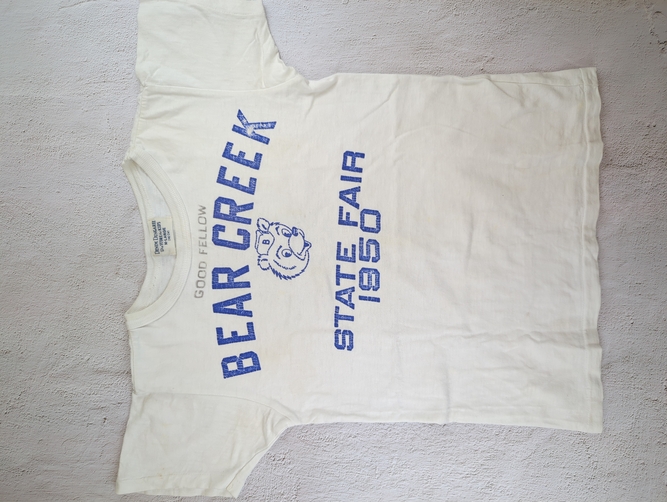 GOOD FELLOW
BEAR CREEK
B
STATE FAIR
1950